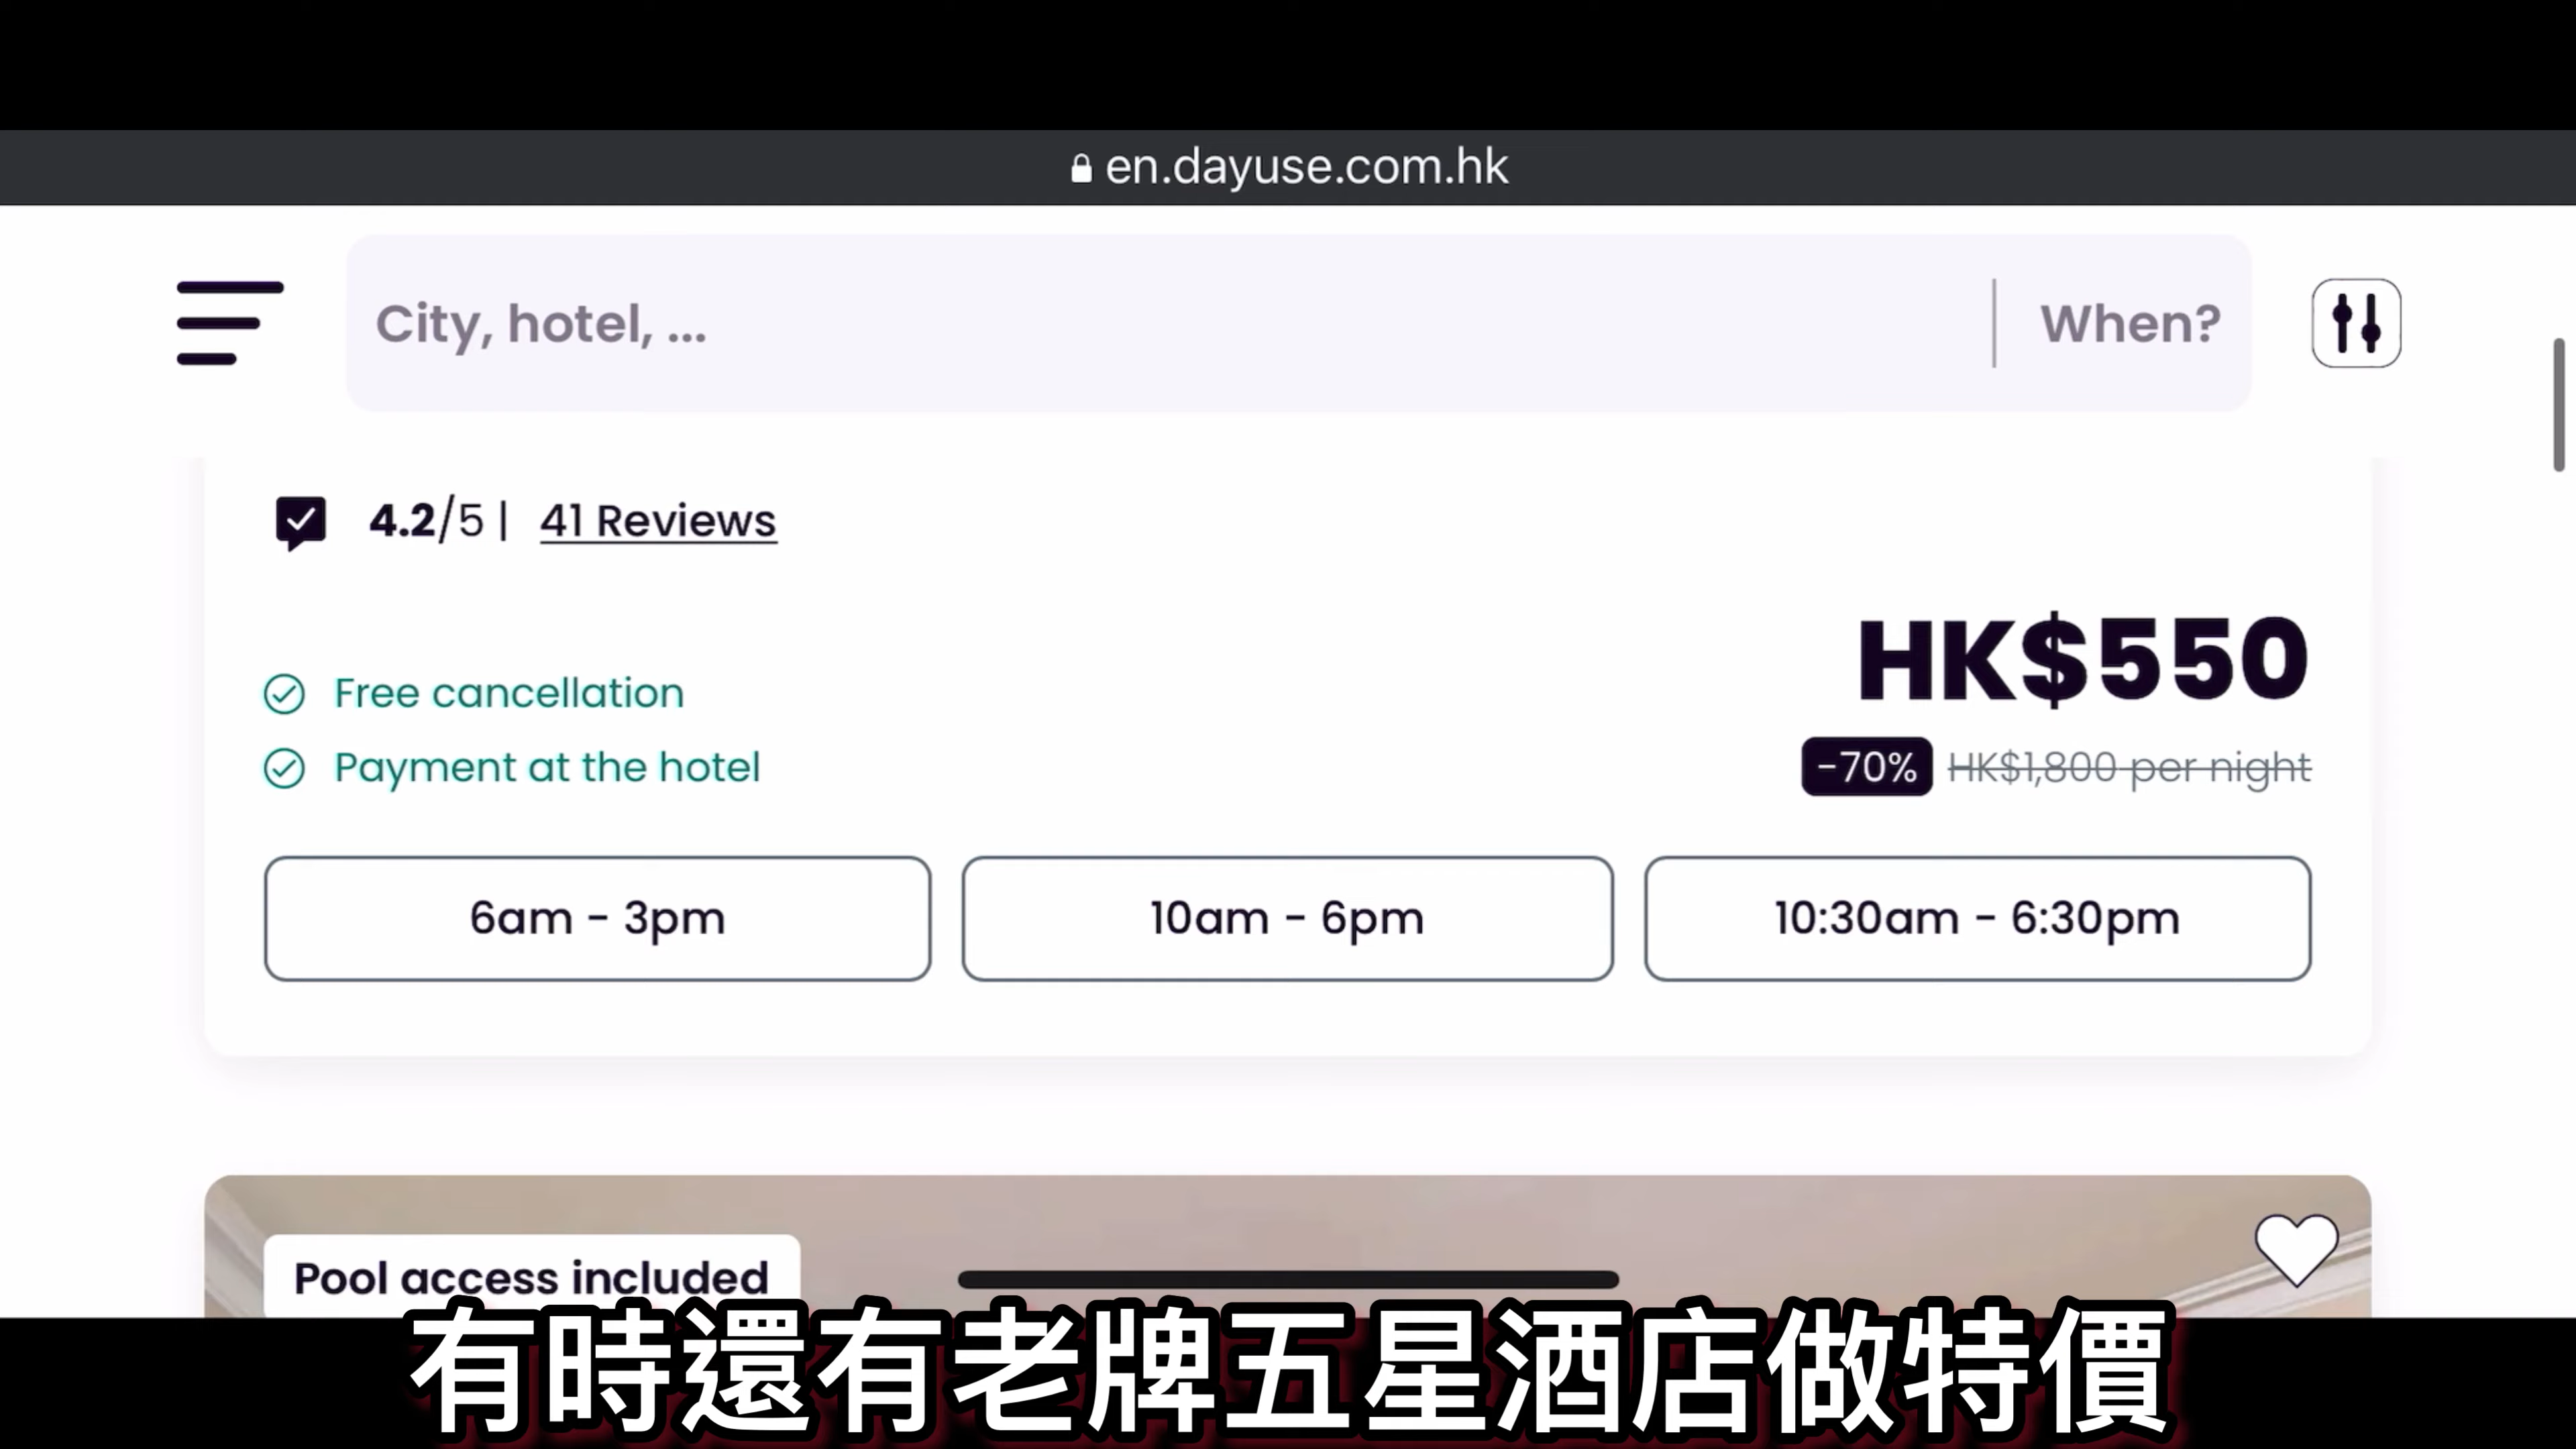 en.dayuse.com.hk
City, hotel, ...
When?
4.2/5 | 41 Reviews
HK$550
Free cancellation
Payment at the hotel
-70% HK$1,800 per night
6am - 3pm
10am - 6pm
10:30am - 6:30pm
Pool access included
有時還有老牌五星酒店做特價